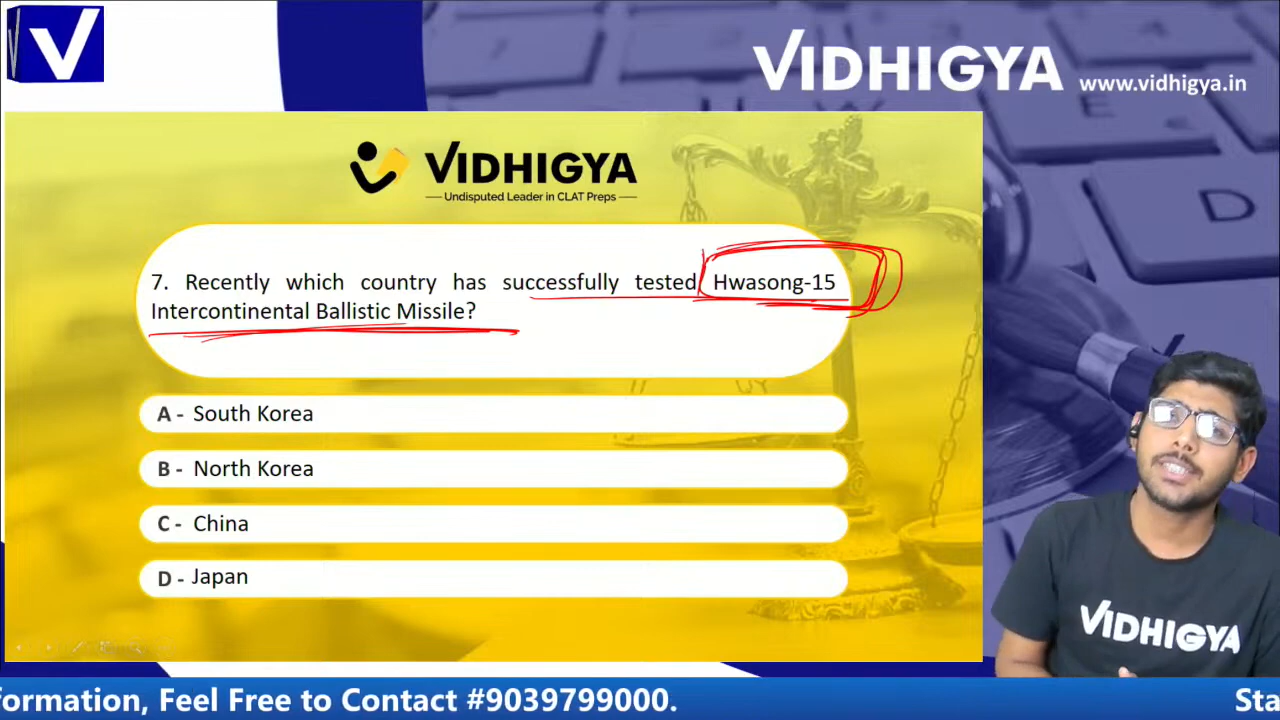 V
VIDHIGYA www.vidhigya.in
VIDHIGYA
Undisputed Leader in CLAT Preps
7. Recently which country has successfully tested Hwasong-15
Intercontinental Ballistic Missile?
A - South Korea
B - North Korea
C - China
D - Japan
E
D
VIDHIGYA
formation, Feel Free to Contact #9039799000. Sta